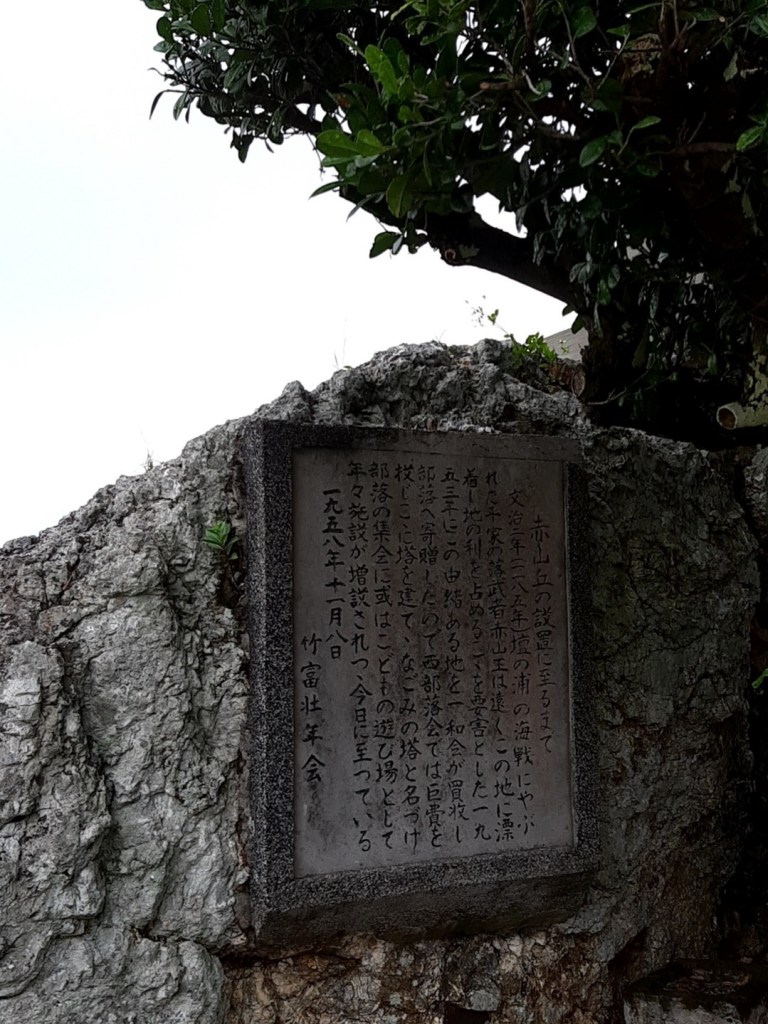 赤山丘の設置に至るまで
文治一年(一一八五年)壇の浦の海戦にやぶ
れた平家の落武者赤山王は遠くこの地に漂
着し地の利を占めるここを要害とした一九
五三年にこの由緒ある地を一和会が買收し
部落へ寄贈したので西部落会では巨費を
投じここに塔を建て、なごみの塔と名づけ
部落の集会に或はこどもの遊び場として
年々施設が増設されつゝ今日に至っている
一九五八年十一月八日
竹富壮年会